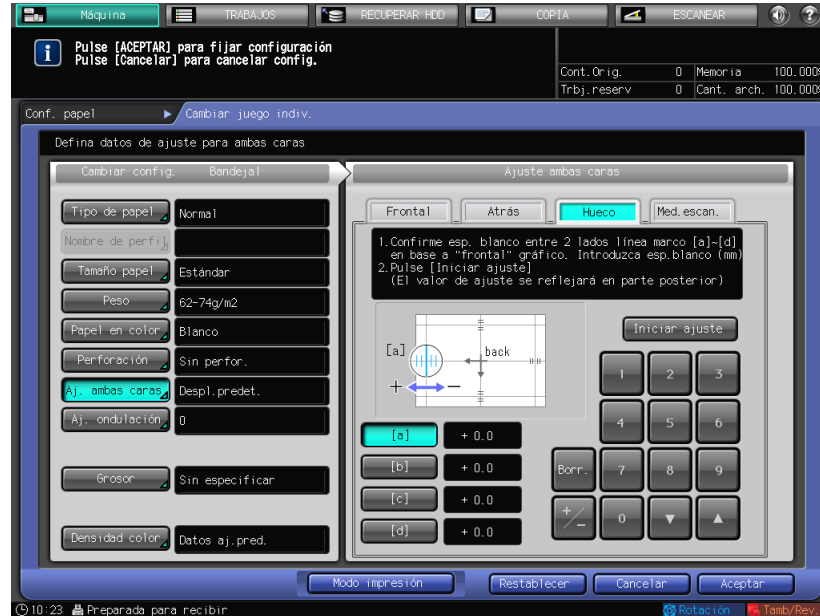 Máquina
TRABAJOS
RECUPERAR HDD
COPIA
ESCANEAR
Pulse [ACEPTAR] para fijar configuración
Pulse [Cancelar] para cancelar config.
Cont.Orig. 0 Memoria 100.000%
Trbj.reserv 0 Cant. arch. 100.000%
Conf. papel
Cambiar juego indiv.
Defina datos de ajuste para ambas caras
Cambiar config. Bandeja1
Tipo de papel Normal
Nombre de perfil
Tamaño papel Estándar
Peso 62-74g/m2
Papel en color Blanco
Perforación Sin perfor.
Aj. ambas caras Despl.predet.
Aj. ondulación 0
Grosor Sin especificar
Densidad color Datos aj.pred.
Ajuste ambas caras
Frontal
Atrás
Hueco
Med.escan.
1.Confirme esp. blanco entre 2 lados línea marco [a]~[d]
en base a "frontal" gráfico. Introduzca esp.blanco (mm)
2.Pulse [Iniciar ajuste]
(El valor de ajuste se reflejará en parte posterior)
[a]
back
+ -
[a] + 0.0
[b] + 0.0
[c] + 0.0
[d] + 0.0
Iniciar ajuste
1 2 3
4 5 6
Borr. 7 8 9
+/- 0 ▼ ▲
Modo impresión
Restablecer
Cancelar
Aceptar
10:23 Preparada para recibir
Rotación
Tamb/Rev.